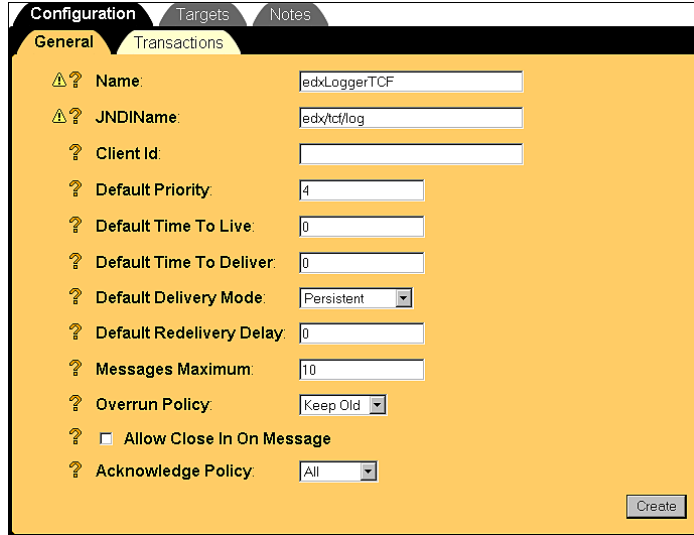 Configuration Targets Notes
General Transactions
Name: edxLoggerTCF
JNDIName: edx/tcf/log
Client Id:
Default Priority: 4
Default Time To Live: 0
Default Time To Deliver: 0
Default Delivery Mode: Persistent
Default Redelivery Delay: 0
Messages Maximum: 10
Overrun Policy: Keep Old
Allow Close In On Message
Acknowledge Policy: All
Create